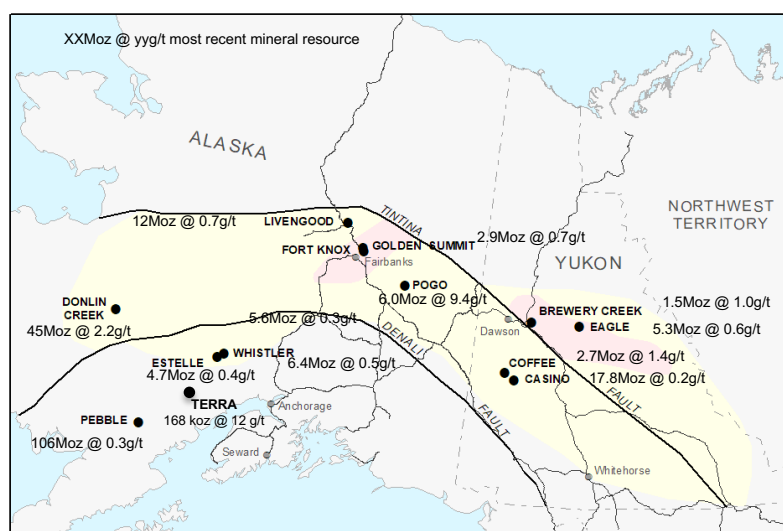 XXMoz @ yyg/t most recent mineral resource
ALASKA
NORTHWEST
TERRITORY
12Moz @ 0.7g/t
LIVENGOOD
TINTINA
FORT KNOX
GOLDEN SUMMIT
2.9Moz @ 0.7g/t
Fairbanks
YUKON
POGO
6.0Moz @ 9.4g/t
DONLIN
CREEK
45Moz @ 2.2g/t
5.6Moz @ 0.3g/t
DENALI
BREWERY CREEK
1.5Moz @ 1.0g/t
Dawson
EAGLE
5.3Moz @ 0.6g/t
ESTELLE
WHISTLER
6.4Moz @ 0.5g/t
4.7Moz @ 0.4g/t
2.7Moz @ 1.4g/t
COFFEE
CASINO
17.8Moz @ 0.2g/t
FAULT
TERRA
168 koz @ 12 g/t
Anchorage
PEBBLE
106Moz @ 0.3g/t
FAULT
Seward
Whitehorse